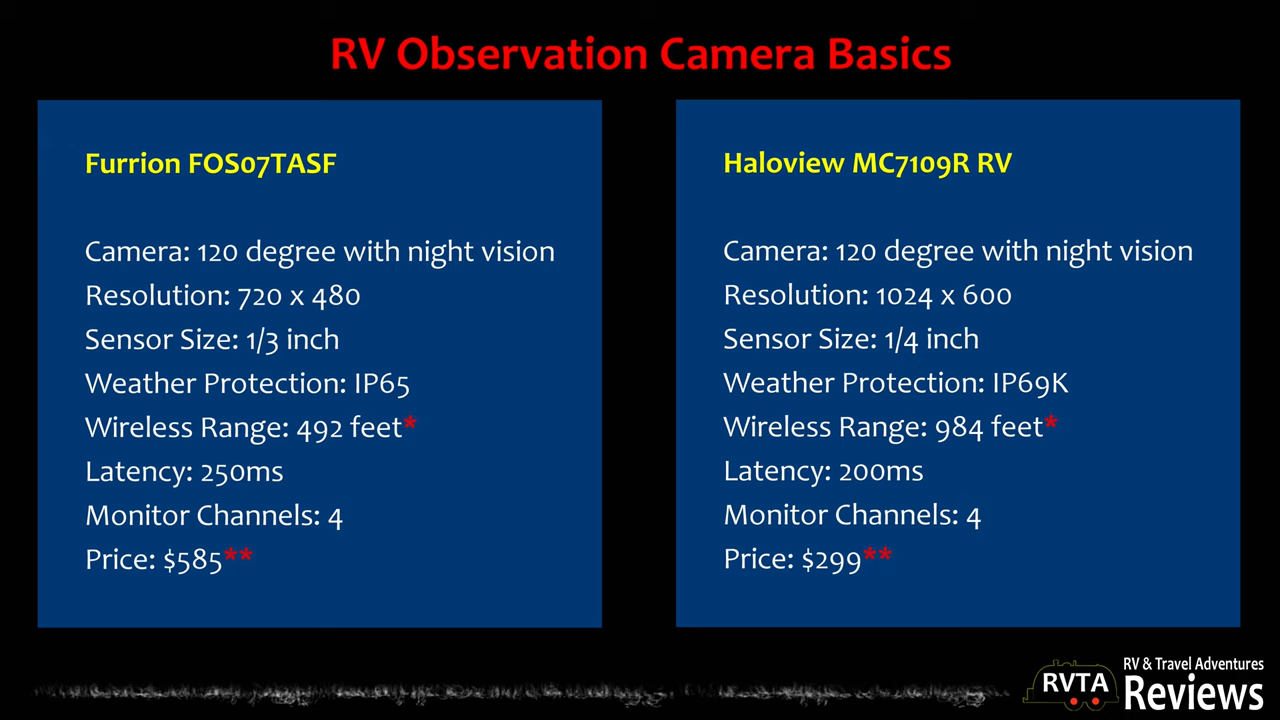 RV Observation Camera Basics
Furrion FOS07TASF
Camera: 120 degree with night vision
Resolution: 720 x 480
Sensor Size: 1/3 inch
Weather Protection: IP65
Wireless Range: 492 feet*
Latency: 250ms
Monitor Channels: 4
Price: $585**
Haloview MC7109R RV
Camera: 120 degree with night vision
Resolution: 1024 x 600
Sensor Size: 1/4 inch
Weather Protection: IP69K
Wireless Range: 984 feet*
Latency: 200ms
Monitor Channels: 4
Price: $299**
RVTA
RV & Travel Adventures
Reviews